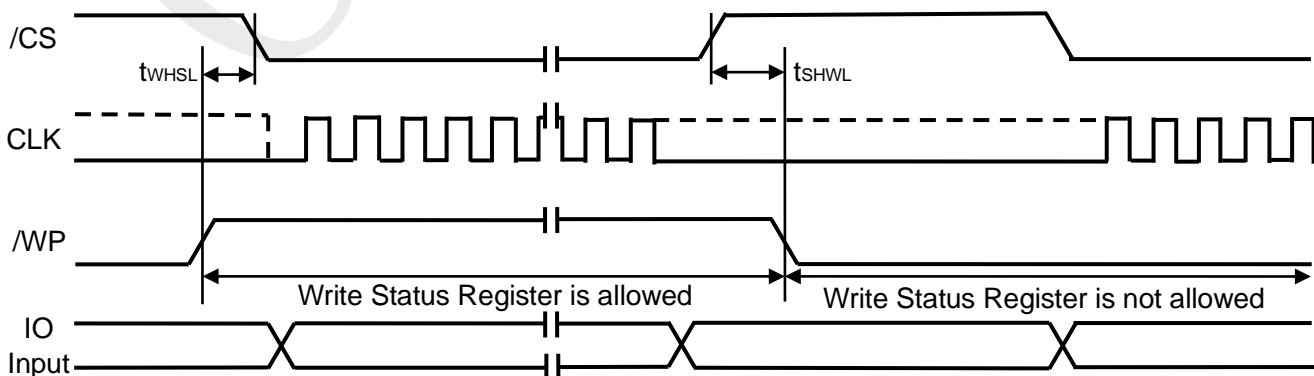 /CS
tWHSL
tSHWL
CLK
/WP
Write Status Register is allowed
Write Status Register is not allowed
IO
Input